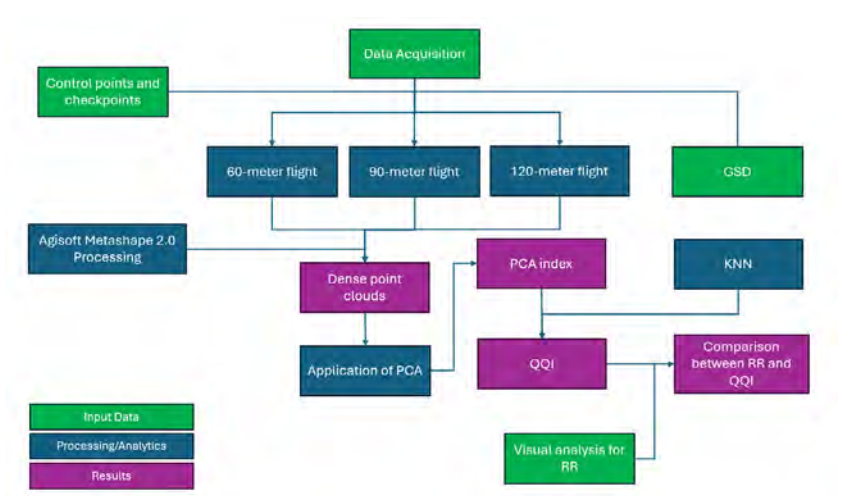 Data Acquisition
Control points and
checkpoints
60-meter flight
90-meter flight
120-meter flight
GSD
Agisoft Metashape 2.0
Processing
Dense point
clouds
PCA index
KNN
Application of PCA
QQI
Comparison
between RR and
QQI
Input Data
Processing/Analytics
Results
Visual analysis for
RR